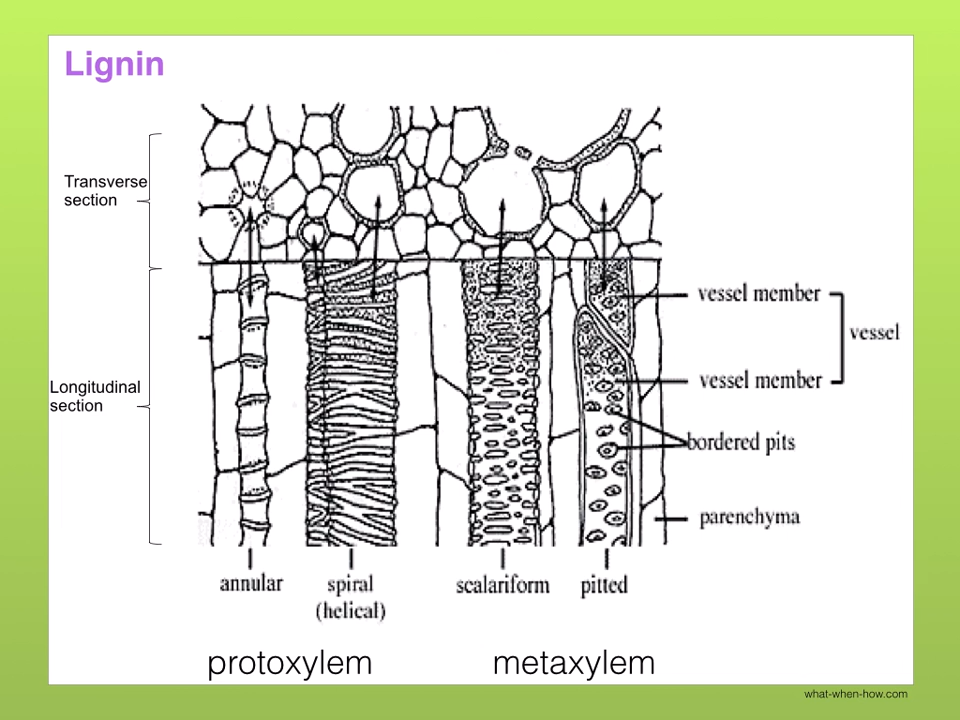 Lignin
Transverse
section
Longitudinal
section
vessel member
vessel
vessel member
bordered pits
parenchyma
annular
spiral
(helical)
scalariform
pitted
protoxylem
metaxylem
what-when-how.com